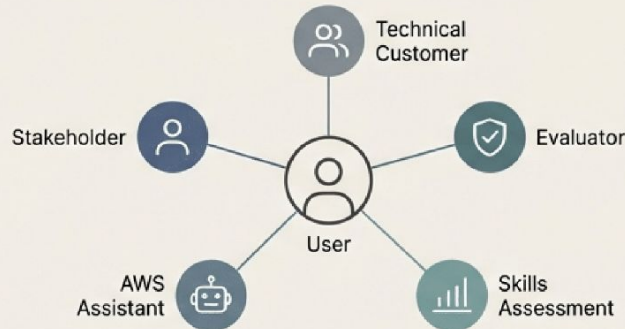 Technical
Customer
Stakeholder
Evaluator
User
AWS
Assistant
Skills
Assessment